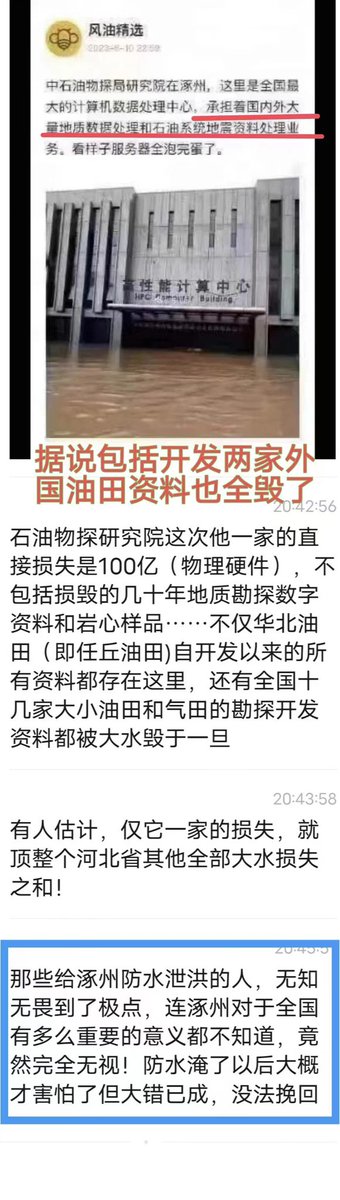 风油精选
2023-8-10 22:59
中石油物探局研究院在涿州，这里是全国最
大的计算机数据处理中心，承担着国内外大
量地质数据处理和石油系统地震资料处理业
务。看样子服务器全泡完蛋了。
高性能计算中心
HPC Computer Building
据说包括开发两家外
国油田资料也全毁了
20:42:56
石油物探研究院这次他一家的直
接损失是100亿（物理硬件），不
包括损毁的几十年地质勘探数字
资料和岩心样品……不仅华北油
田（即任丘油田)自开发以来的所
有资料都存在这里，还有全国十
几家大小油田和气田的勘探开发
资料都被大水毁于一旦
20:43:58
有人估计，仅它一家的损失，就
顶整个河北省其他全部大水损失
之和！
那些给涿州防水泄洪的人，无知
无畏到了极点，连涿州对于全国
有多么重要的意义都不知道，竟
然完全无视！防水淹了以后大概
才害怕了但大错已成，没法挽回